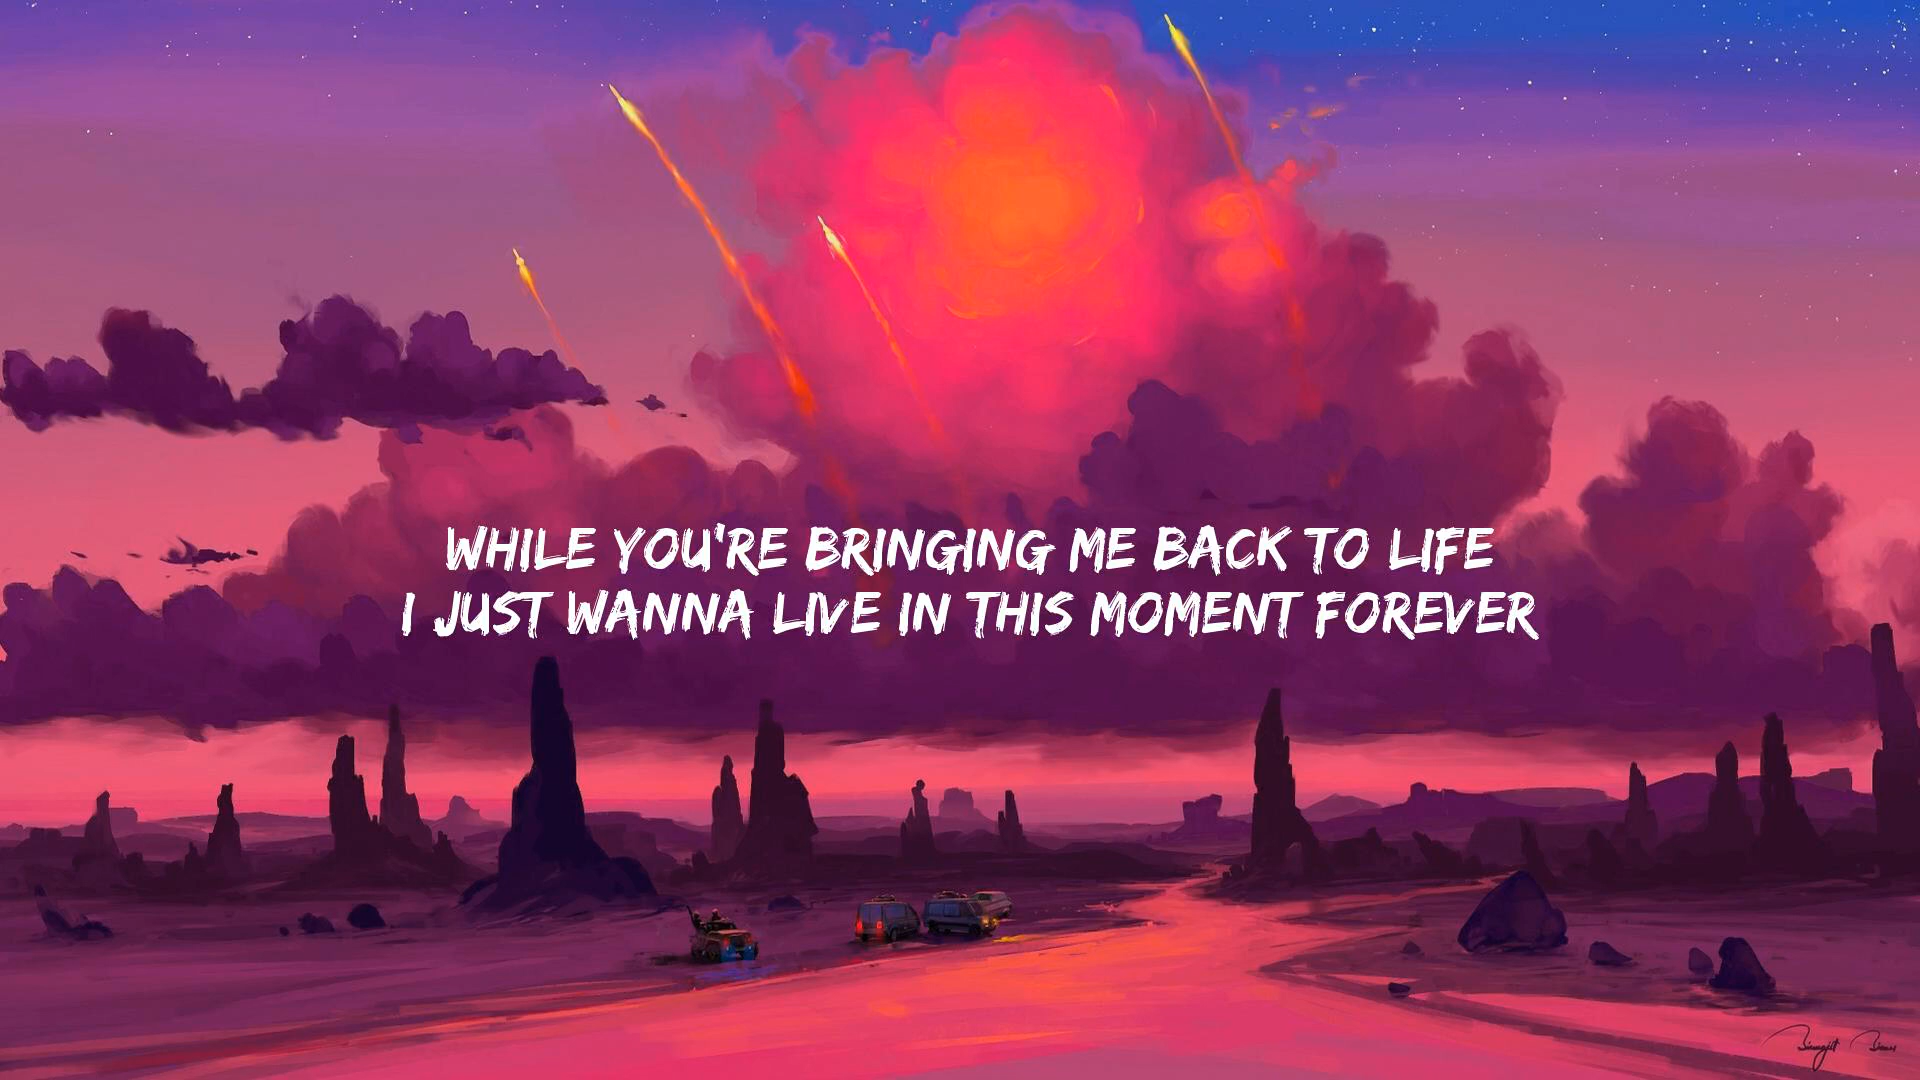 WHILE YOU'RE BRINGING ME BACK TO LIFE
I JUST WANNA LIVE IN THIS MOMENT FOREVER